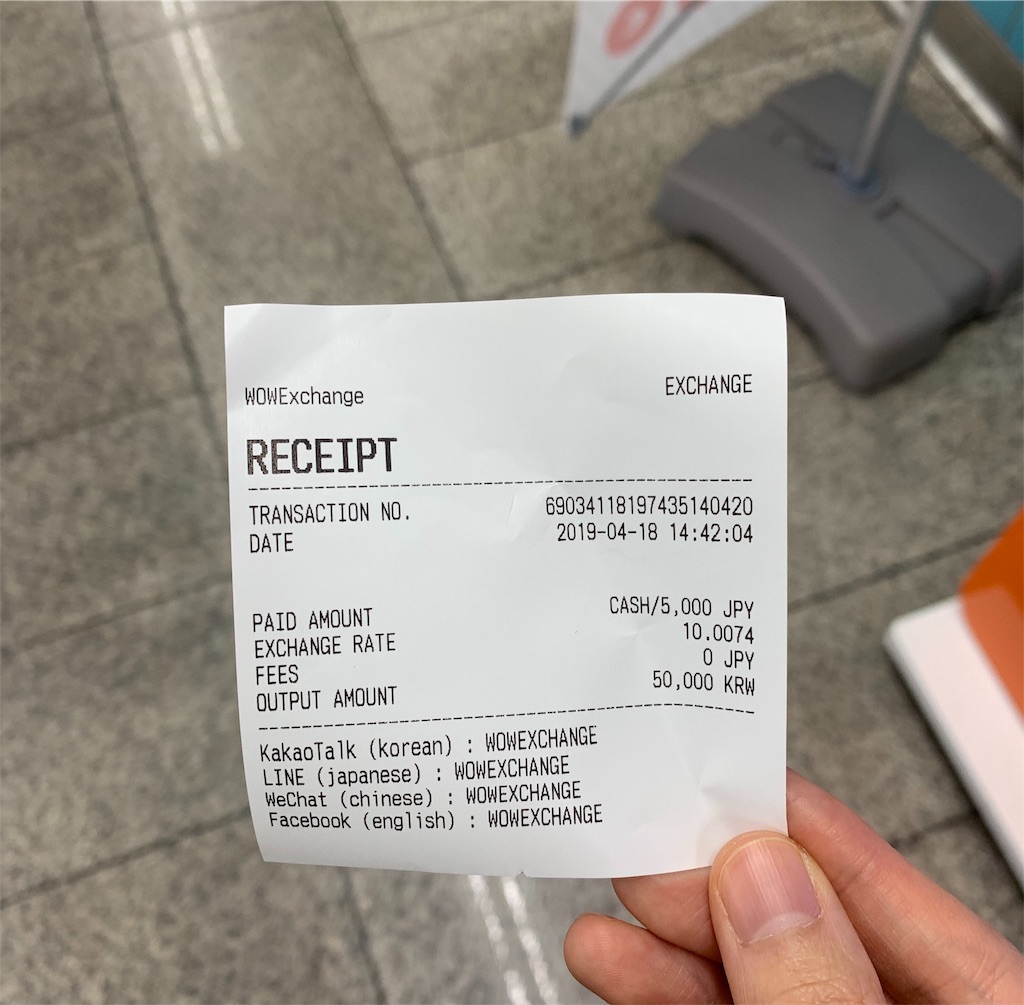 WOWExchange EXCHANGE
RECEIPT
TRANSACTION NO. 69034118197435140420
DATE 2019-04-18 14:42:04
PAID AMOUNT CASH/5,000 JPY
EXCHANGE RATE 10.0074
FEES 0 JPY
OUTPUT AMOUNT 50,000 KRW
KakaoTalk (korean) : WOWEXCHANGE
LINE (japanese) : WOWEXCHANGE
WeChat (chinese) : WOWEXCHANGE
Facebook (english) : WOWEXCHANGE